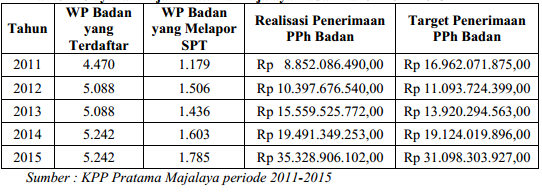 Tahun WP Badan yang Terdaftar WP Badan yang Melapor SPT Realisasi Penerimaan PPh Badan Target Penerimaan PPh Badan
2011 4.470 1.179 Rp 8.852.086.490,00 Rp 16.962.071.875,00
2012 5.088 1.506 Rp 10.397.676.540,00 Rp 11.093.724.399,00
2013 5.088 1.436 Rp 15.559.525.772,00 Rp 13.920.294.563,00
2014 5.242 1.603 Rp 19.491.349.253,00 Rp 19.124.019.896,00
2015 5.242 1.785 Rp 35.328.906.102,00 Rp 31.098.303.927,00
Sumber : KPP Pratama Majalaya periode 2011-2015